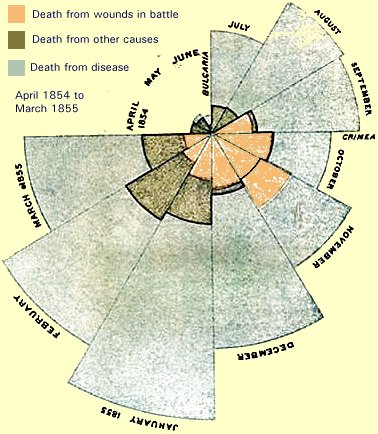 Death from wounds in battle
Death from other causes
Death from disease
April 1854 to
March 1855
APRIL
1854
MAY
JUNE
BULGARIA
JULY
AUGUST
SEPTEMBER
CRIMEA
OCTOBER
NOVEMBER
DECEMBER
JANUARY 1855
FEBRUARY
MARCH 1855